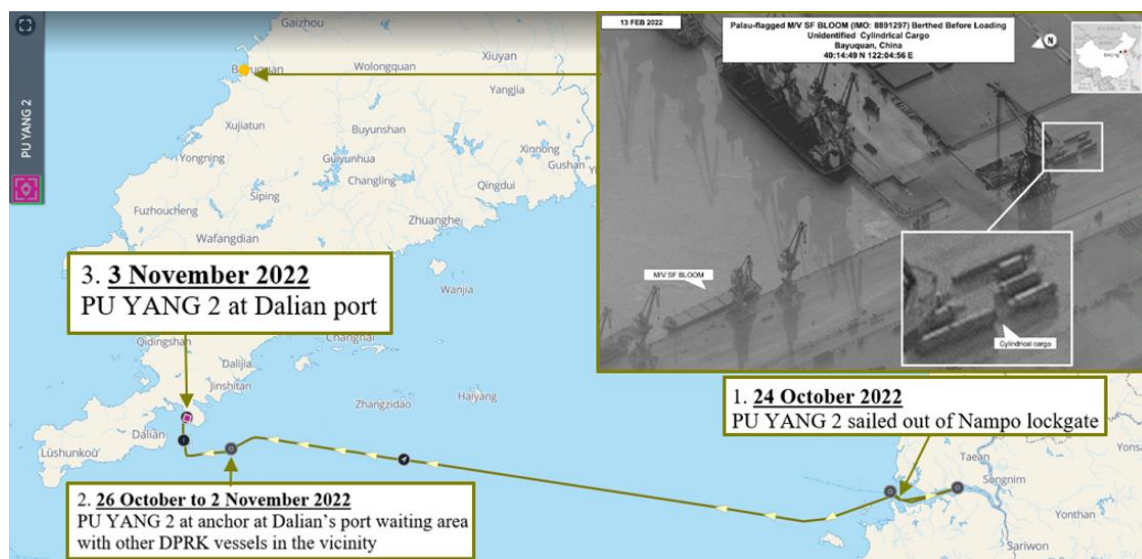 PU YANG 2
Gaizhou
Bayuquan
Wolongquan
Xiuyan
Yangjia
Xujiatun
Buyunshan
Yongning
Guiyunhua
Xinnong
Changling
Gushan
Siping
Qingdui
Fuzhoucheng
Zhuanghe
Wafangdian
Wanjia
3. 3 November 2022
PU YANG 2 at Dalian port
Qidingshan
Changhai
Dalijia
Jinshitan
Zhangzidao
Haiyang
Dalian
2. 26 October to 2 November 2022
PU YANG 2 at anchor at Dalian’s port waiting area
with other DPRK vessels in the vicinity
1. 24 October 2022
PU YANG 2 sailed out of Nampo lockgate
Taean
Songnim
Yonthan
Sariwon
13 FEB 2022
Palau-flagged M/V SF BLOOM (IMO: 8891297) Berthed Before Loading
Unidentified Cylindrical Cargo
Bayuquan, China
40:14:49 N 122:04:56 E
N
M/V SF BLOOM
Cylindrical cargo